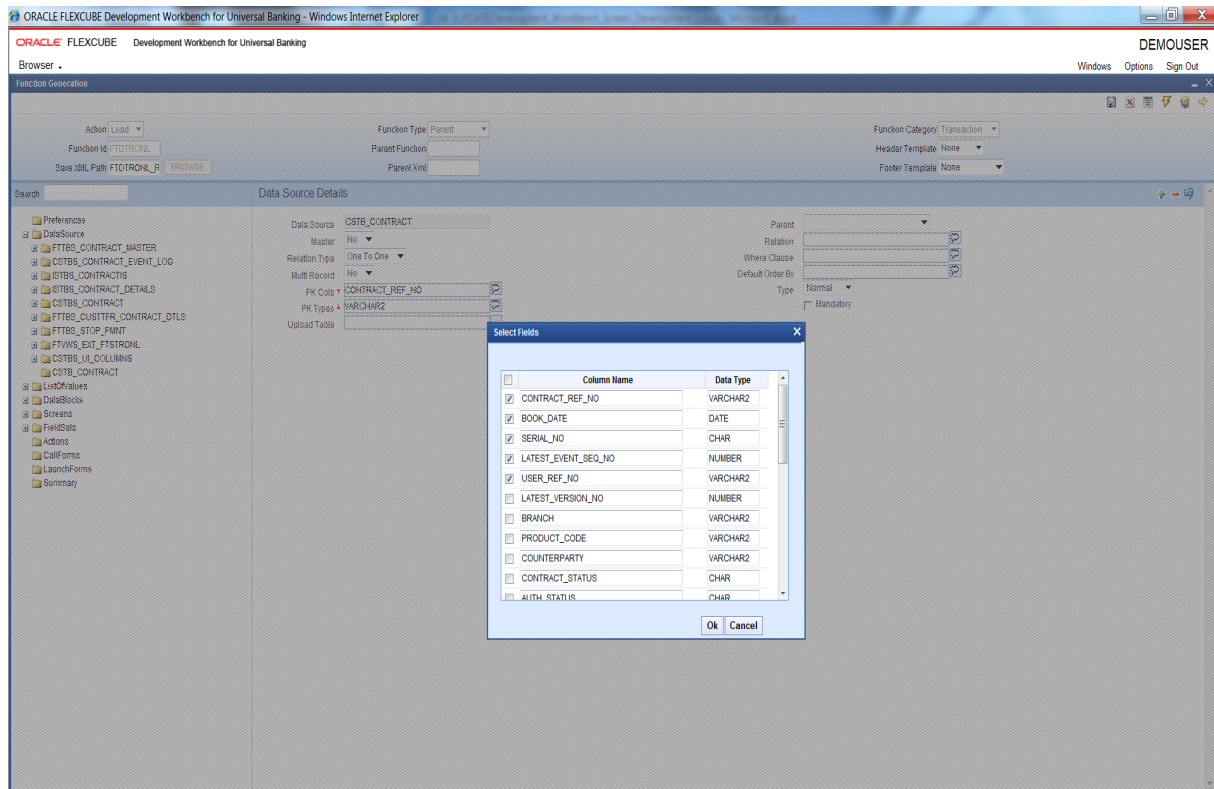 ORACLE FLEXCUBE Development Workbench for Universal Banking - Windows Internet Explorer
ORACLE FLEXCUBE Development Workbench for Universal Banking
DEMOUSER
Browser
Windows Options Sign Out
Function Generation
Action Load
Function Type Parent
Function Category Transaction
Function Id FTDTRONL
Parent Function
Header Template None
Save XML Path FTDTRONL_R BROWSE
Parent Xml
Footer Template None
Search
Data Source Details
Preferences
DataSource
FTTBS_CONTRACT_MASTER
CSTBS_CONTRACT_EVENT_LOG
ISTBS_CONTRACTIS
ISTBS_CONTRACT_DETAILS
CSTBS_CONTRACT
FTTBS_CUSTTFR_CONTRACT_DTLS
FTTBS_STOP_PMNT
FTVWS_EXT_FTSTRONL
CSTBS_UI_COLUMNS
CSTB_CONTRACT
ListOfValues
DataBlocks
Screens
FieldSets
Actions
CallForms
LaunchForms
Summary
Data Source CSTB_CONTRACT
Master No
Relation Type One To One
Multi Record No
PK Cols * CONTRACT_REF_NO
PK Types * VARCHAR2
Upload Table
Parent
Relation
Where Clause
Default Order By
Type Normal
Mandatory
Select Fields X
Column Name Data Type
CONTRACT_REF_NO VARCHAR2
BOOK_DATE DATE
SERIAL_NO CHAR
LATEST_EVENT_SEQ_NO NUMBER
USER_REF_NO VARCHAR2
LATEST_VERSION_NO NUMBER
BRANCH VARCHAR2
PRODUCT_CODE VARCHAR2
COUNTERPARTY VARCHAR2
CONTRACT_STATUS CHAR
AUTH_STATUS CHAR
Ok Cancel